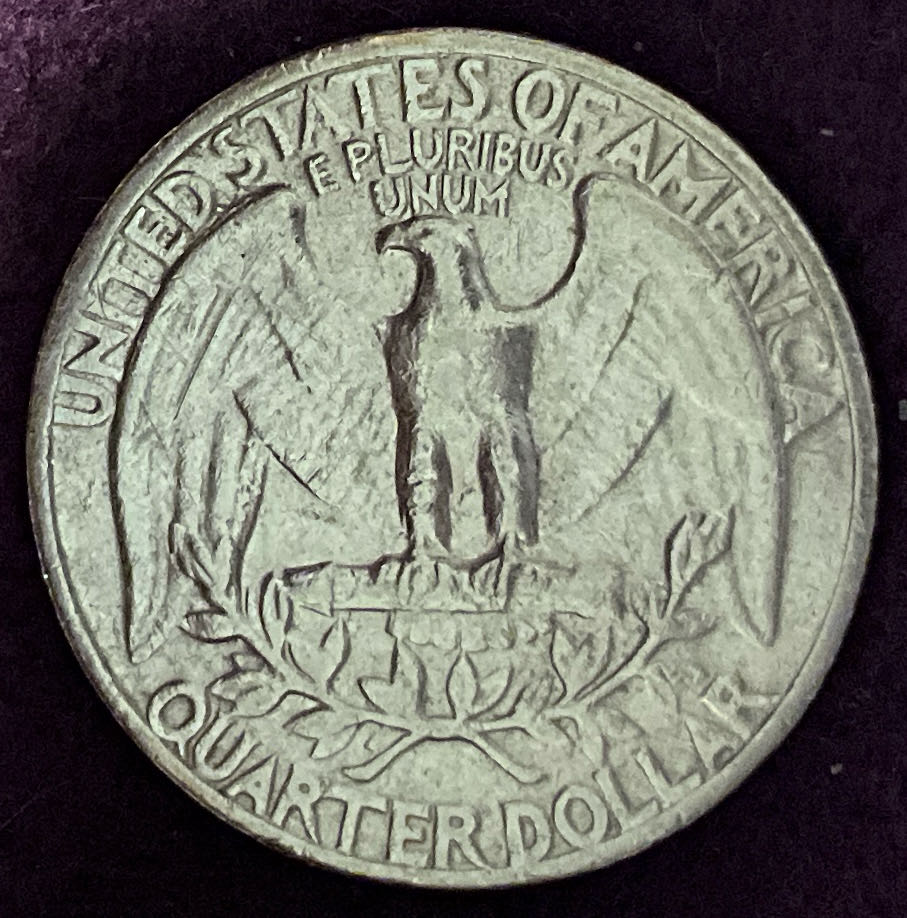 UNITED STATES OF AMERICA
E PLURIBUS
UNUM
QUARTER DOLLAR